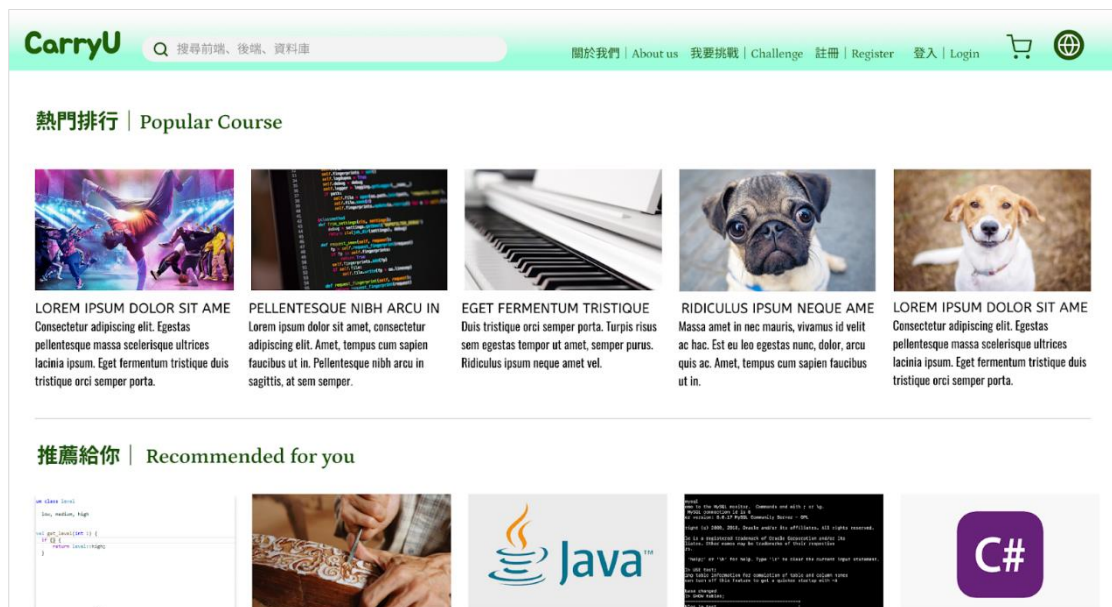 CarryU
搜尋前端、後端、資料庫
關於我們｜About us 我要挑戰｜Challenge 註冊｜Register 登入｜Login
熱門排行｜Popular Course
LOREM IPSUM DOLOR SIT AME
Consectetur adipiscing elit. Egestas
pellentesque massa scelerisque ultrices
lacinia ipsum. Eget fermentum tristique duis
tristique orci semper porta.
PELLENTESQUE NIBH ARCU IN
Lorem ipsum dolor sit amet, consectetur
adipiscing elit. Amet, tempus cum sapien
faucibus ut in. Pellentesque nibh arcu in
sagittis, at sem semper.
EGET FERMENTUM TRISTIQUE
Duis tristique orci semper porta. Turpis risus
sem egestas tempor ut amet, semper purus.
Ridiculus ipsum neque amet vel.
RIDICULUS IPSUM NEQUE AME
Massa amet in nec mauris, vivamus id velit
ac hac. Est eu leo egestas nunc, dolor, arcu
quis ac. Amet, tempus cum sapien faucibus
ut in.
LOREM IPSUM DOLOR SIT AME
Consectetur adipiscing elit. Egestas
pellentesque massa scelerisque ultrices
lacinia ipsum. Eget fermentum tristique duis
tristique orci semper porta.
推薦給你｜ Recommended for you
low, medium, high
return level::high;
Java™
C#